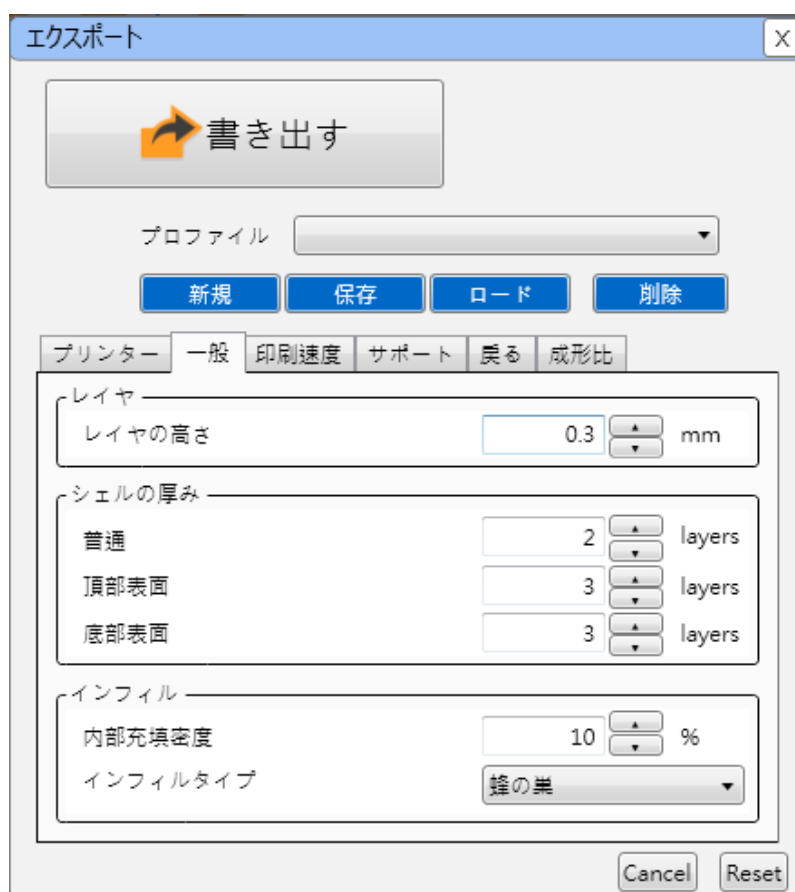 エクスポート X
書き出す
プロファイル
新規 保存 ロード 削除
プリンター 一般 印刷速度 サポート 戻る 成形比
レイヤ
レイヤの高さ 0.3 mm
シェルの厚み
普通 2 layers
頂部表面 3 layers
底部表面 3 layers
インフィル
内部充填密度 10 %
インフィルタイプ 蜂の巣
Cancel Reset